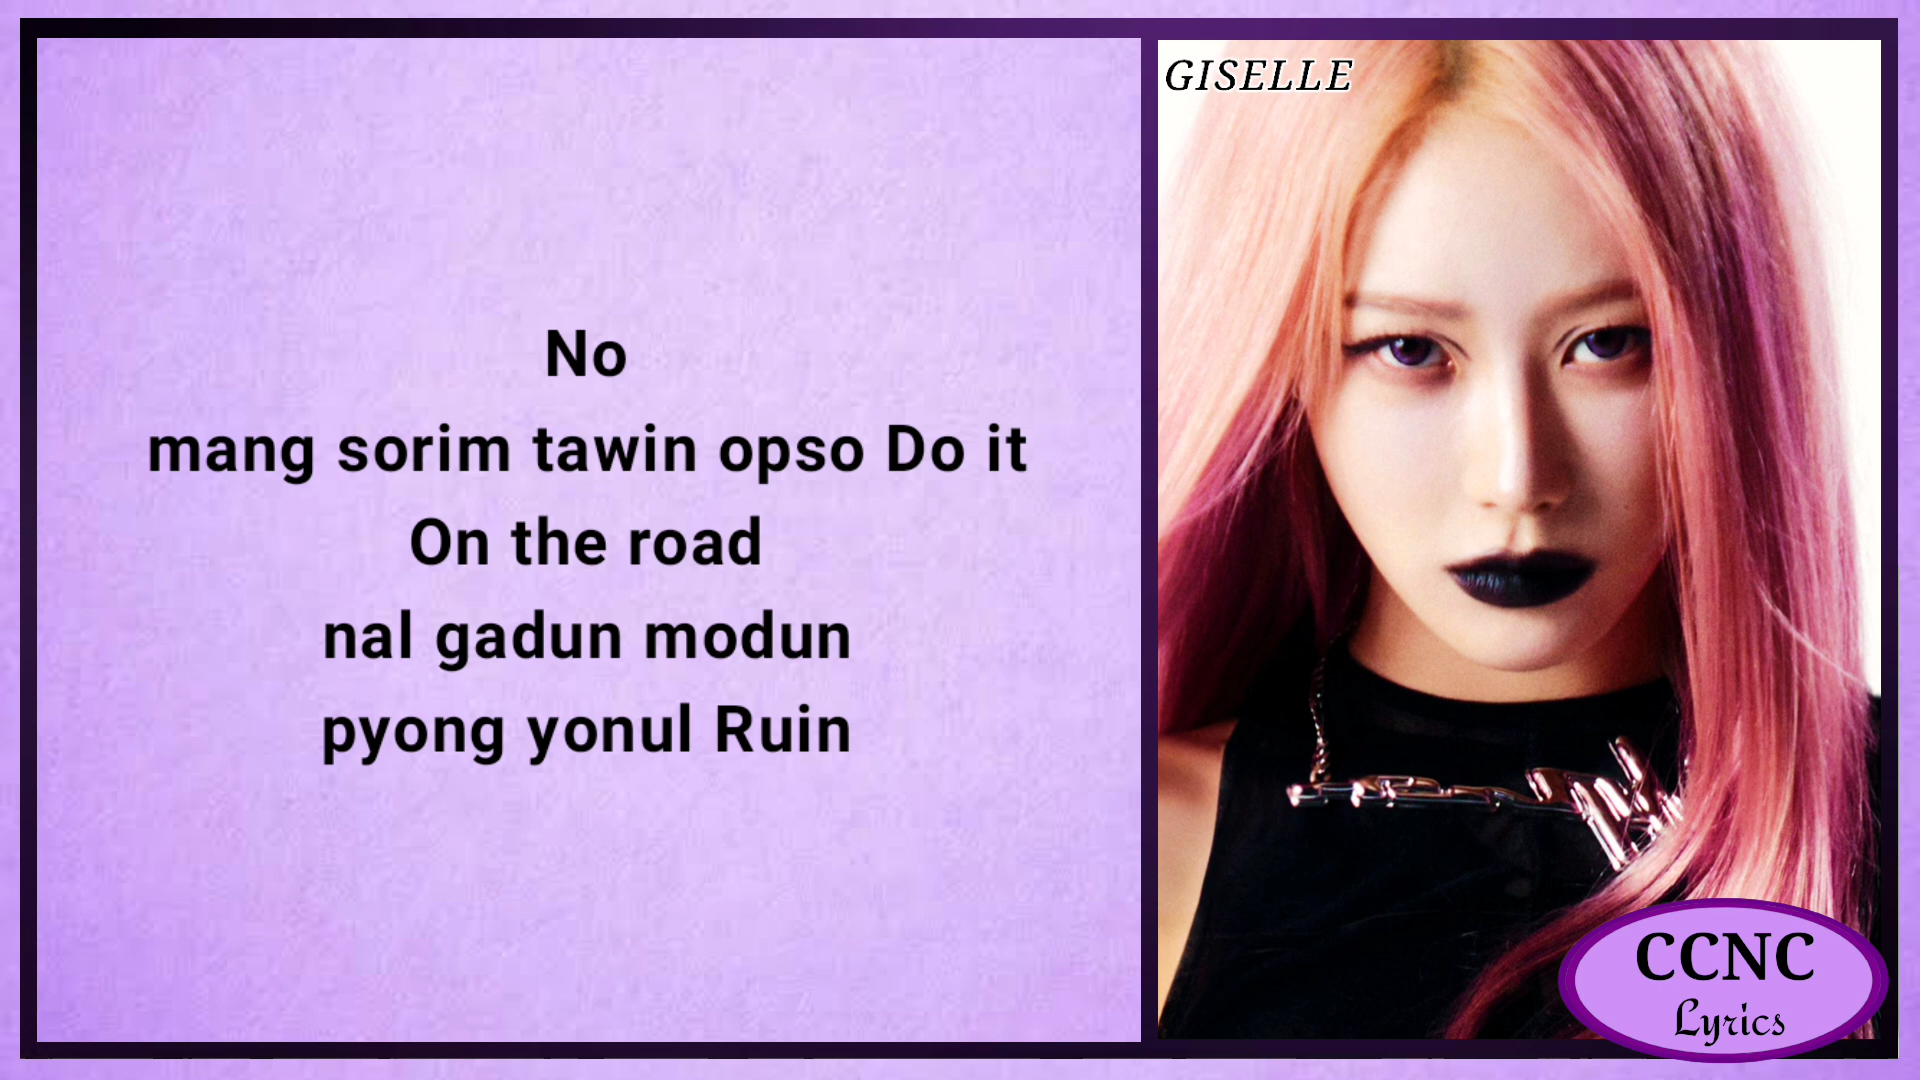 GISELLE
No
mang sorim tawin opso Do it
On the road
nal gadun modun
pyong yonul Ruin
CCNC
Lyrics